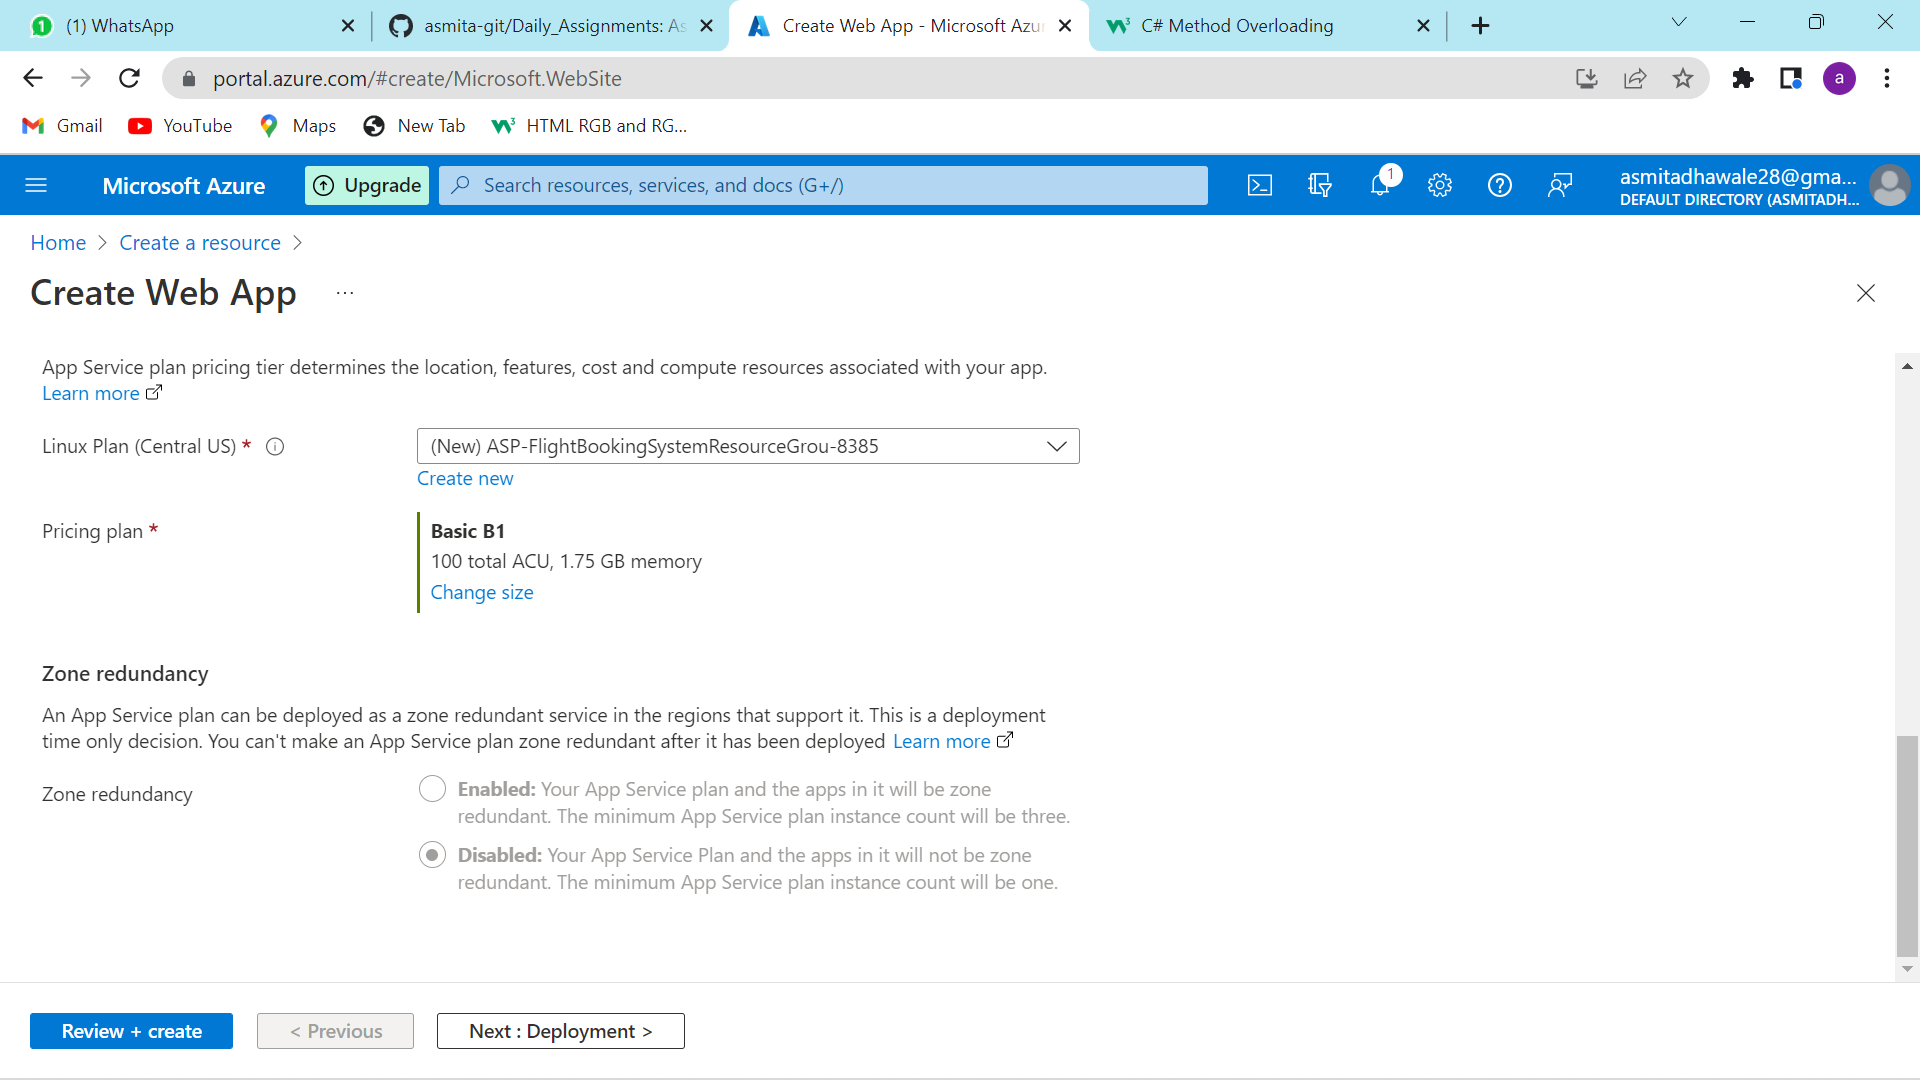 1 (1) WhatsApp
asmita-git/Daily_Assignments: As
Create Web App - Microsoft Azur
C# Method Overloading
portal.azure.com/#create/Microsoft.WebSite
a
Gmail YouTube Maps New Tab HTML RGB and RG...
Microsoft Azure
Upgrade
Search resources, services, and docs (G+/)
1
asmitadhawale28@gma...
DEFAULT DIRECTORY (ASMITADH...
Home > Create a resource >
Create Web App ...
App Service plan pricing tier determines the location, features, cost and compute resources associated with your app.
Learn more
Linux Plan (Central US) *
(New) ASP-FlightBookingSystemResourceGrou-8385
Create new
Pricing plan *
Basic B1
100 total ACU, 1.75 GB memory
Change size
Zone redundancy
An App Service plan can be deployed as a zone redundant service in the regions that support it. This is a deployment
time only decision. You can't make an App Service plan zone redundant after it has been deployed Learn more
Zone redundancy
Enabled: Your App Service plan and the apps in it will be zone
redundant. The minimum App Service plan instance count will be three.
Disabled: Your App Service Plan and the apps in it will not be zone
redundant. The minimum App Service plan instance count will be one.
Review + create
< Previous
Next : Deployment >